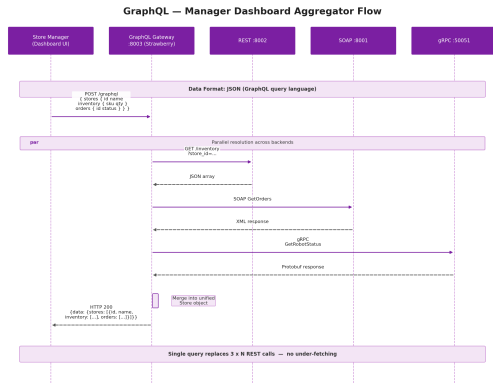 GraphQL — Manager Dashboard Aggregator Flow
Store Manager
(Dashboard UI)
GraphQL Gateway
:8003 (Strawberry)
REST :8002
SOAP :8001
gRPC :50051
Data Format: JSON (GraphQL query language)
POST /graphql
{ stores { id name
inventory { sku qty }
orders { id status } } }
par
Parallel resolution across backends
GET /inventory
?store_id=...
JSON array
SOAP GetOrders
XML response
gRPC
GetRobotStatus
Protobuf response
Merge into unified
Store object
HTTP 200
{data: {stores: [{id, name,
inventory: [...], orders: [...]}]}}
Single query replaces 3 x N REST calls — no under-fetching